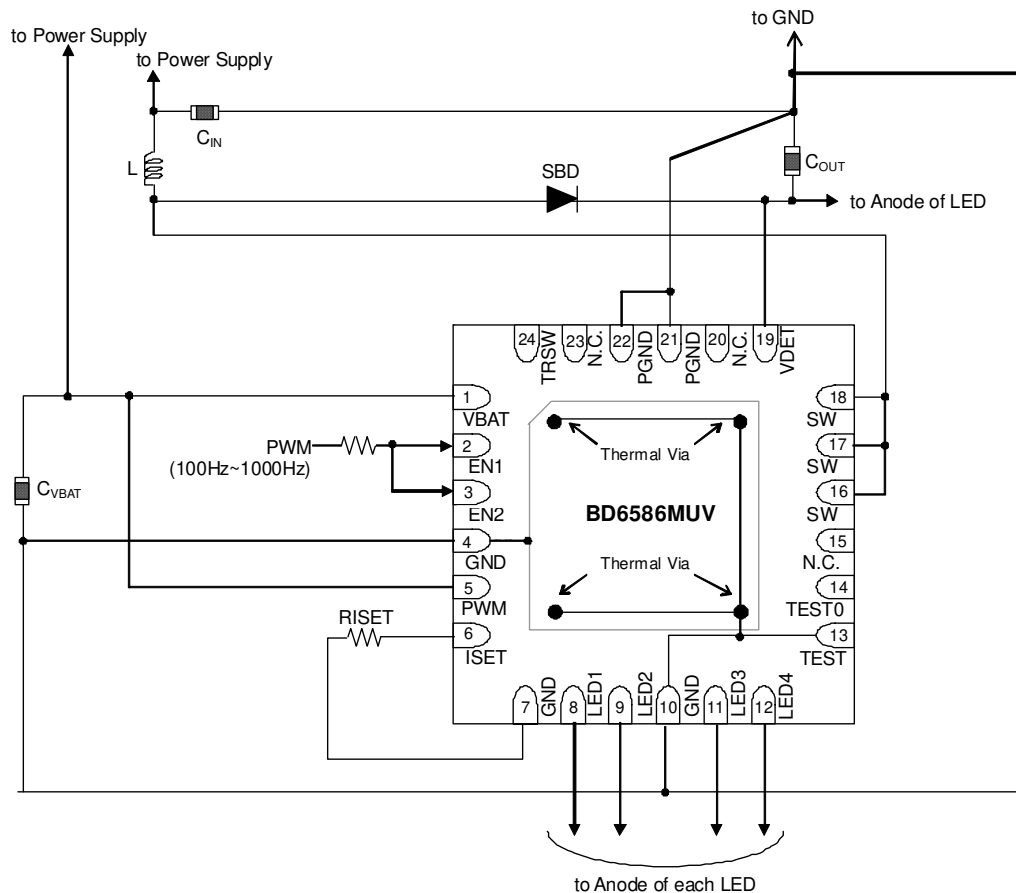 to GND
to Power Supply
to Power Supply
C_IN
L
SBD
C_OUT
to Anode of LED
24
23
22
21
20
19
TRSW
N.C.
PGND
PGND
N.C.
VDET
1
VBAT
18
SW
PWM
(100Hz~1000Hz)
2
EN1
Thermal Via
17
SW
C_VBAT
3
EN2
BD6586MUV
16
SW
4
GND
Thermal Via
15
N.C.
5
PWM
14
TEST0
RISET
6
ISET
13
TEST
7
GND
8
LED1
9
LED2
10
GND
11
LED3
12
LED4
to Anode of each LED